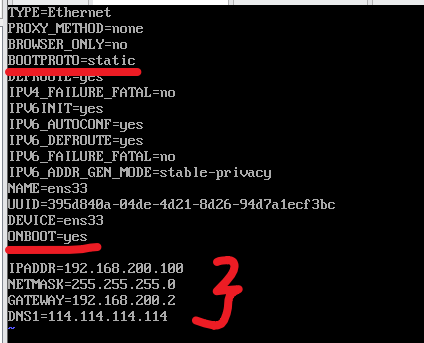 TYPE=Ethernet
PROXY_METHOD=none
BROWSER_ONLY=no
BOOTPROTO=static
DEFROUTE=yes
IPV4_FAILURE_FATAL=no
IPV6INIT=yes
IPV6_AUTOCONF=yes
IPV6_DEFROUTE=yes
IPV6_FAILURE_FATAL=no
IPV6_ADDR_GEN_MODE=stable-privacy
NAME=ens33
UUID=395d840a-04de-4d21-8d26-94d7a1ecf3bc
DEVICE=ens33
ONBOOT=yes
IPADDR=192.168.200.100
NETMASK=255.255.255.0
GATEWAY=192.168.200.2
DNS1=114.114.114.114
~